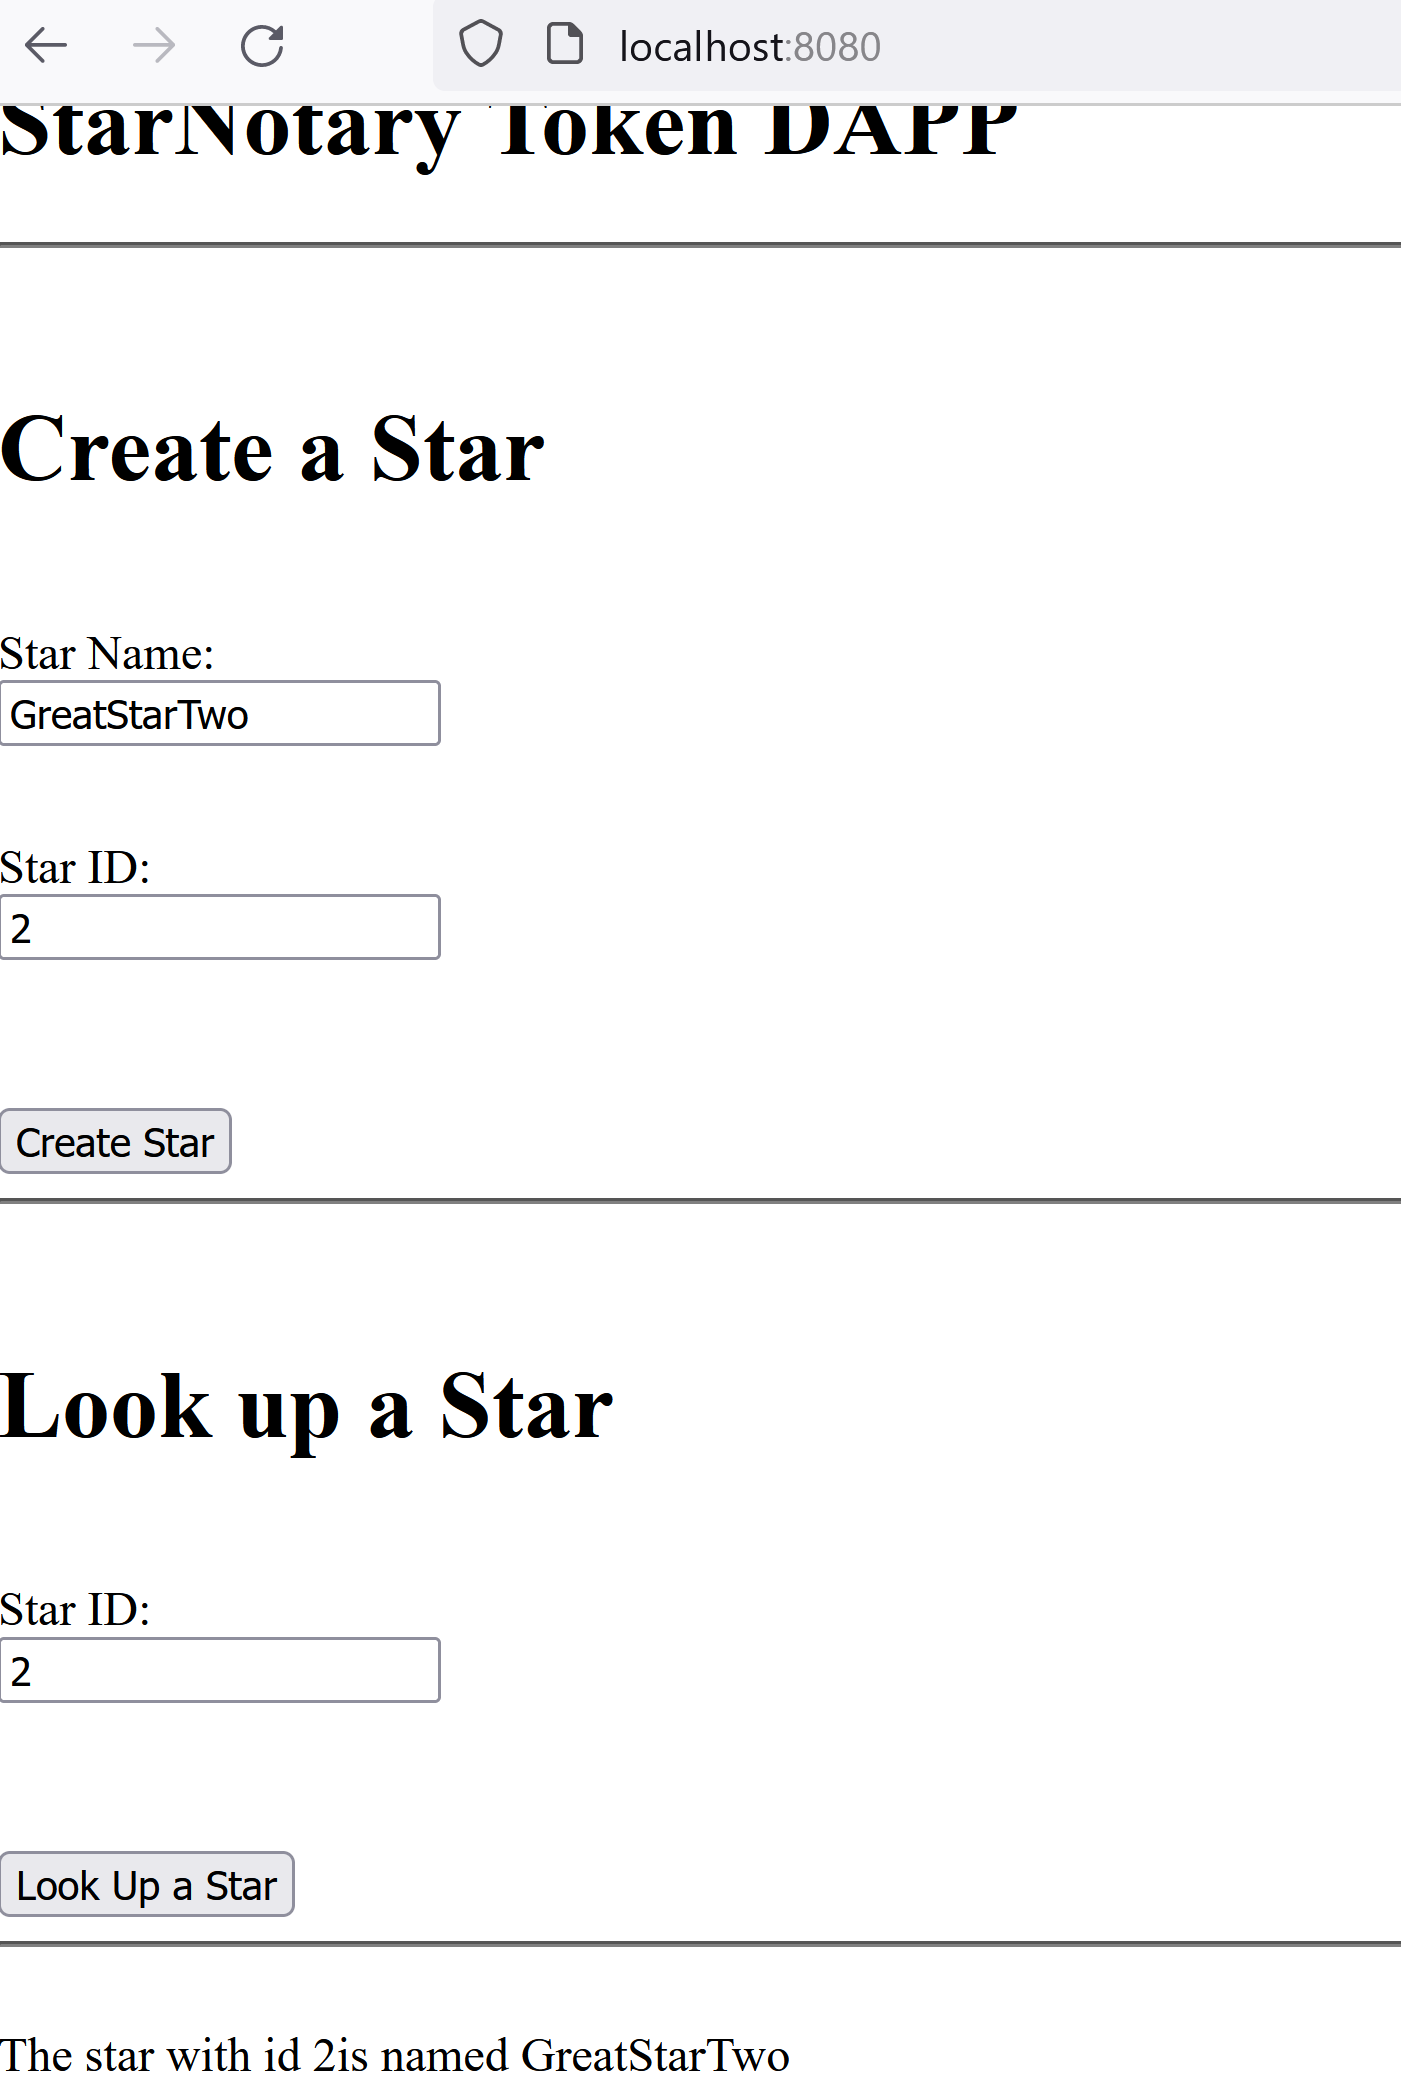 localhost:8080
StarNotary Token DAPP
Create a Star
Star Name:
GreatStarTwo
Star ID:
2
Create Star
Look up a Star
Star ID:
2
Look Up a Star
The star with id 2is named GreatStarTwo